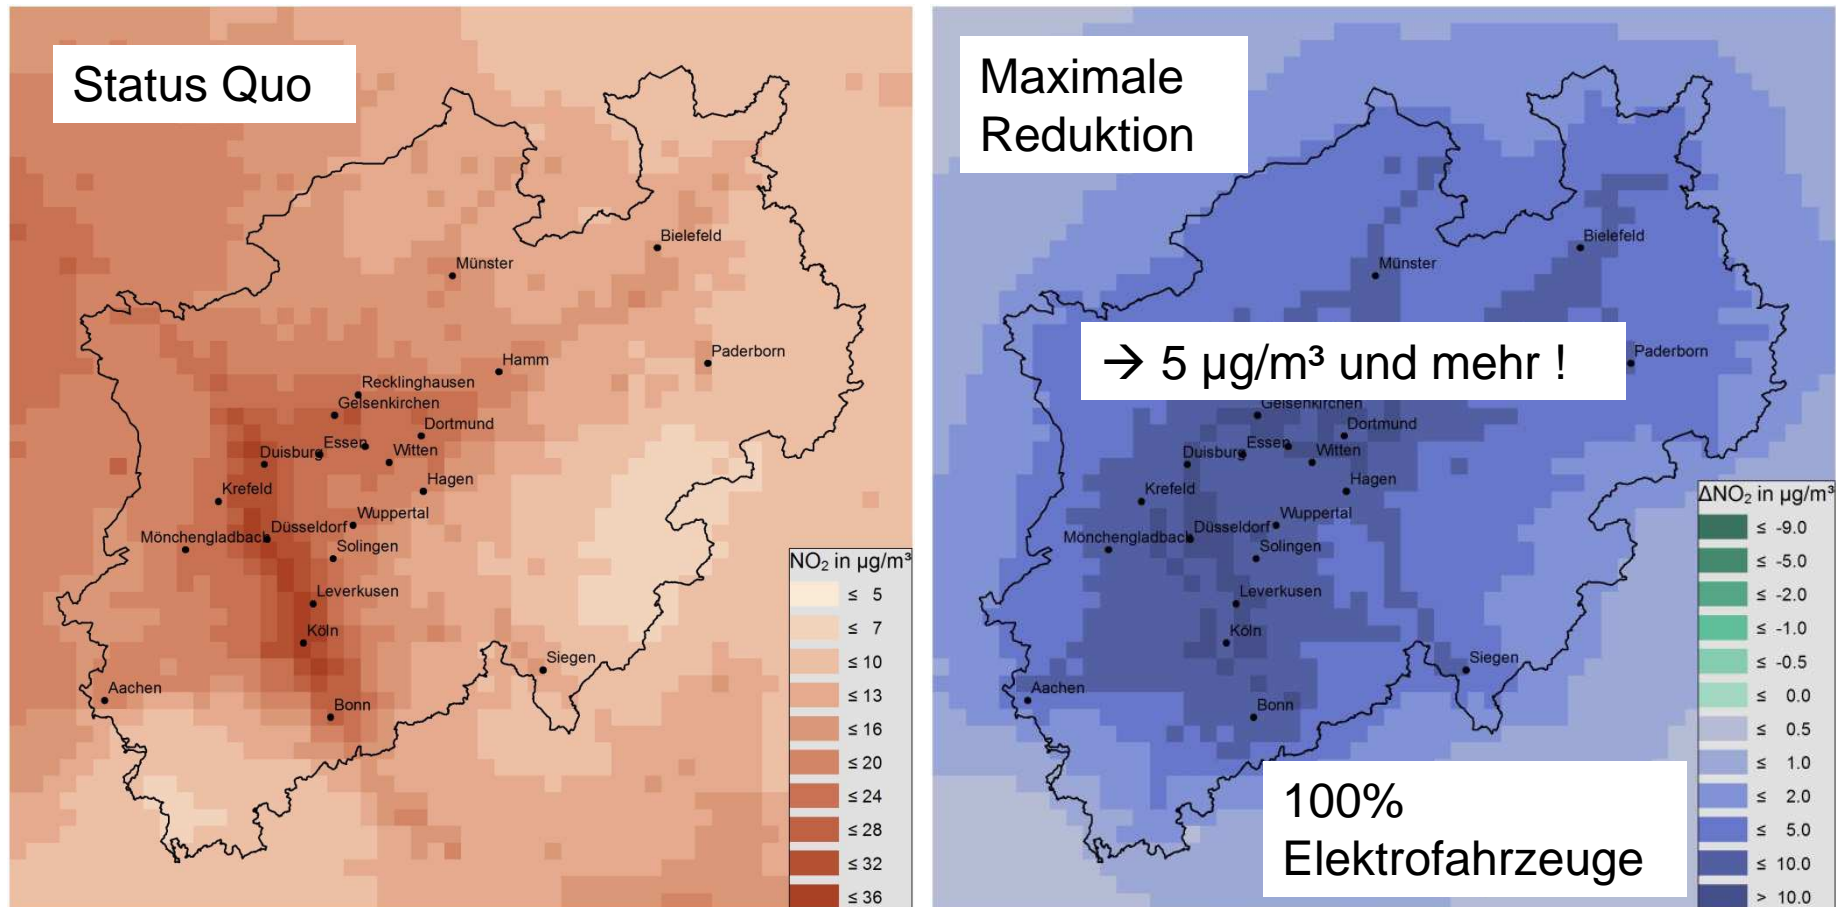 Status Quo
Bielefeld
Münster
Paderborn
Hamm
Recklinghausen
Gelsenkirchen
Dortmund
Essen
Duisburg
Witten
Hagen
Krefeld
Wuppertal
Düsseldorf
Mönchengladbach
Solingen
Leverkusen
Köln
Siegen
Aachen
Bonn
NO₂ in µg/m³
≤ 5
≤ 7
≤ 10
≤ 13
≤ 16
≤ 20
≤ 24
≤ 28
≤ 32
≤ 36
Maximale
Reduktion
Bielefeld
Münster
→ 5 µg/m³ und mehr !
Paderborn
Gelsenkirchen
Dortmund
Essen
Duisburg
Witten
Hagen
Krefeld
Wuppertal
Düsseldorf
Mönchengladbach
Solingen
Leverkusen
Köln
Siegen
Aachen
Bonn
ΔNO₂ in µg/m³
≤ -9.0
≤ -5.0
≤ -2.0
≤ -1.0
≤ -0.5
≤ 0.0
≤ 0.5
≤ 1.0
≤ 2.0
≤ 5.0
≤ 10.0
> 10.0
100%
Elektrofahrzeuge